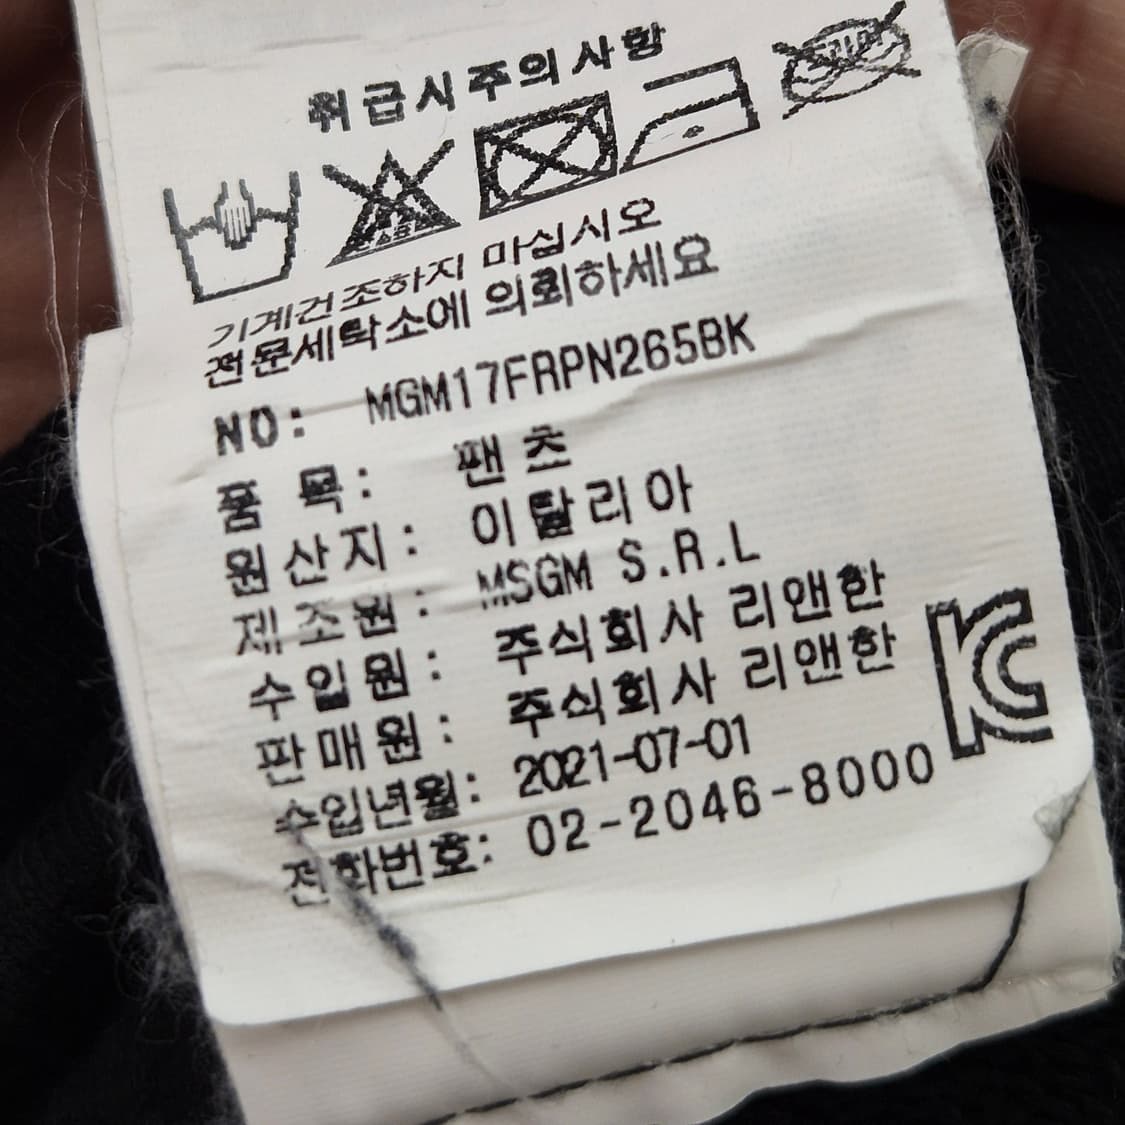 취급시주의사항
기계건조하지 마십시오
전문세탁소에 의뢰하세요
NO: MGM17FRPN265BK
품 목: 팬 츠
원산지: 이탈리아
제조원: MSGM S.R.L
수입원: 주식회사 리앤한
판매원: 주식회사 리앤한
수입년월: 2021-07-01
전화번호: 02-2046-8000
KC